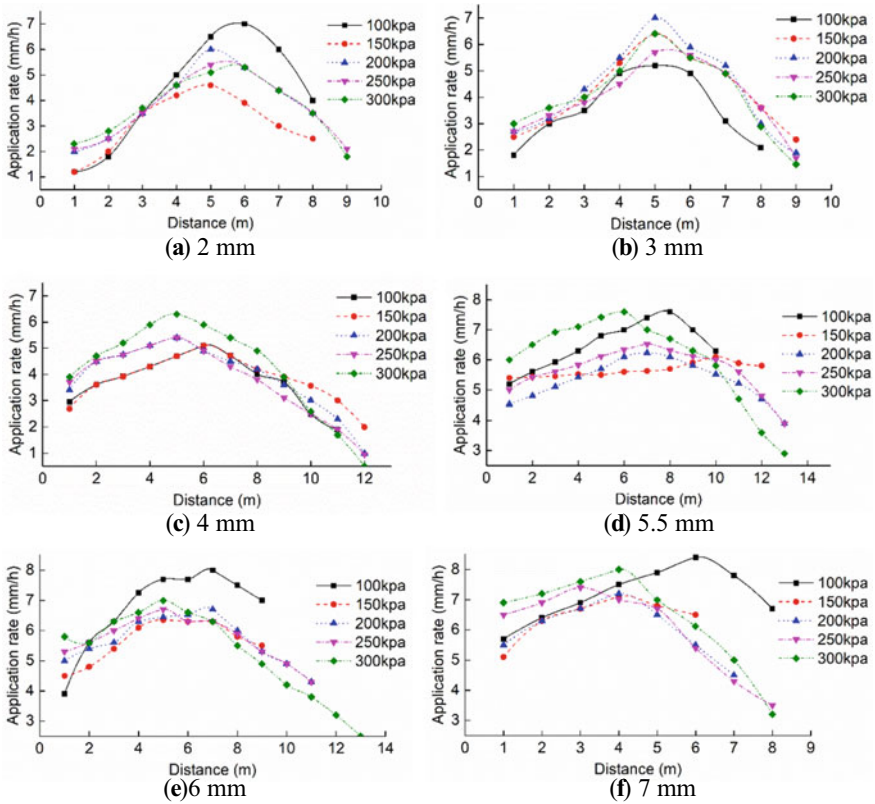 Application rate (mm/h)
7
6
5
4
3
2
1
0 1 2 3 4 5 6 7 8 9 10
Distance (m)
100kpa
150kpa
200kpa
250kpa
300kpa
(a) 2 mm
Application rate (mm/h)
7
6
5
4
3
2
1
0 1 2 3 4 5 6 7 8 9 10
Distance (m)
100kpa
150kpa
200kpa
250kpa
300kpa
(b) 3 mm
Application rate (mm/h)
7
6
5
4
3
2
1
0 2 4 6 8 10 12
Distance (m)
100kpa
150kpa
200kpa
250kpa
300kpa
(c) 4 mm
Application rate (mm/h)
8
7
6
5
4
3
0 2 4 6 8 10 12 14
Distance (m)
100kpa
150kpa
200kpa
250kpa
300kpa
(d) 5.5 mm
Application rate (mm/h)
8
7
6
5
4
3
0 2 4 6 8 10 12 14
Distance (m)
100kpa
150kpa
200kpa
250kpa
300kpa
(e)6 mm
Application rate (mm/h)
8
7
6
5
4
3
0 1 2 3 4 5 6 7 8 9
Distance (m)
100kpa
150kpa
200kpa
250kpa
300kpa
(f) 7 mm